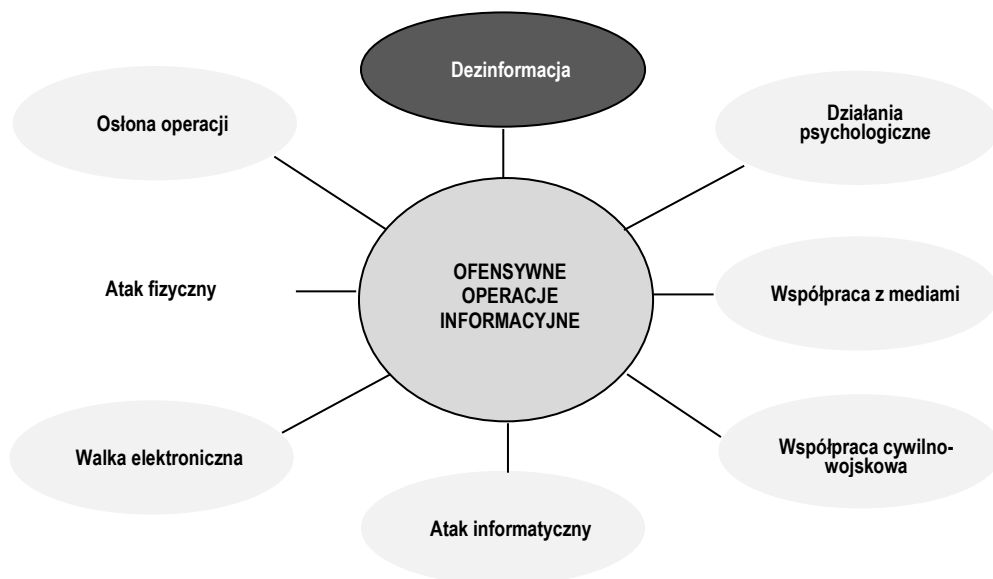 Dezinformacja
Osłona operacji
Działania
psychologiczne
OFENSYWNE
OPERACJE
INFORMACYJNE
Atak fizyczny
Współpraca z mediami
Walka elektroniczna
Współpraca cywilno-
wojskowa
Atak informatyczny